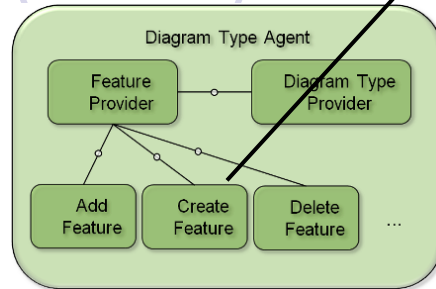 Diagram Type Agent
Feature
Provider
Diagram Type
Provider
Add
Feature
Create
Feature
Delete
Feature
...